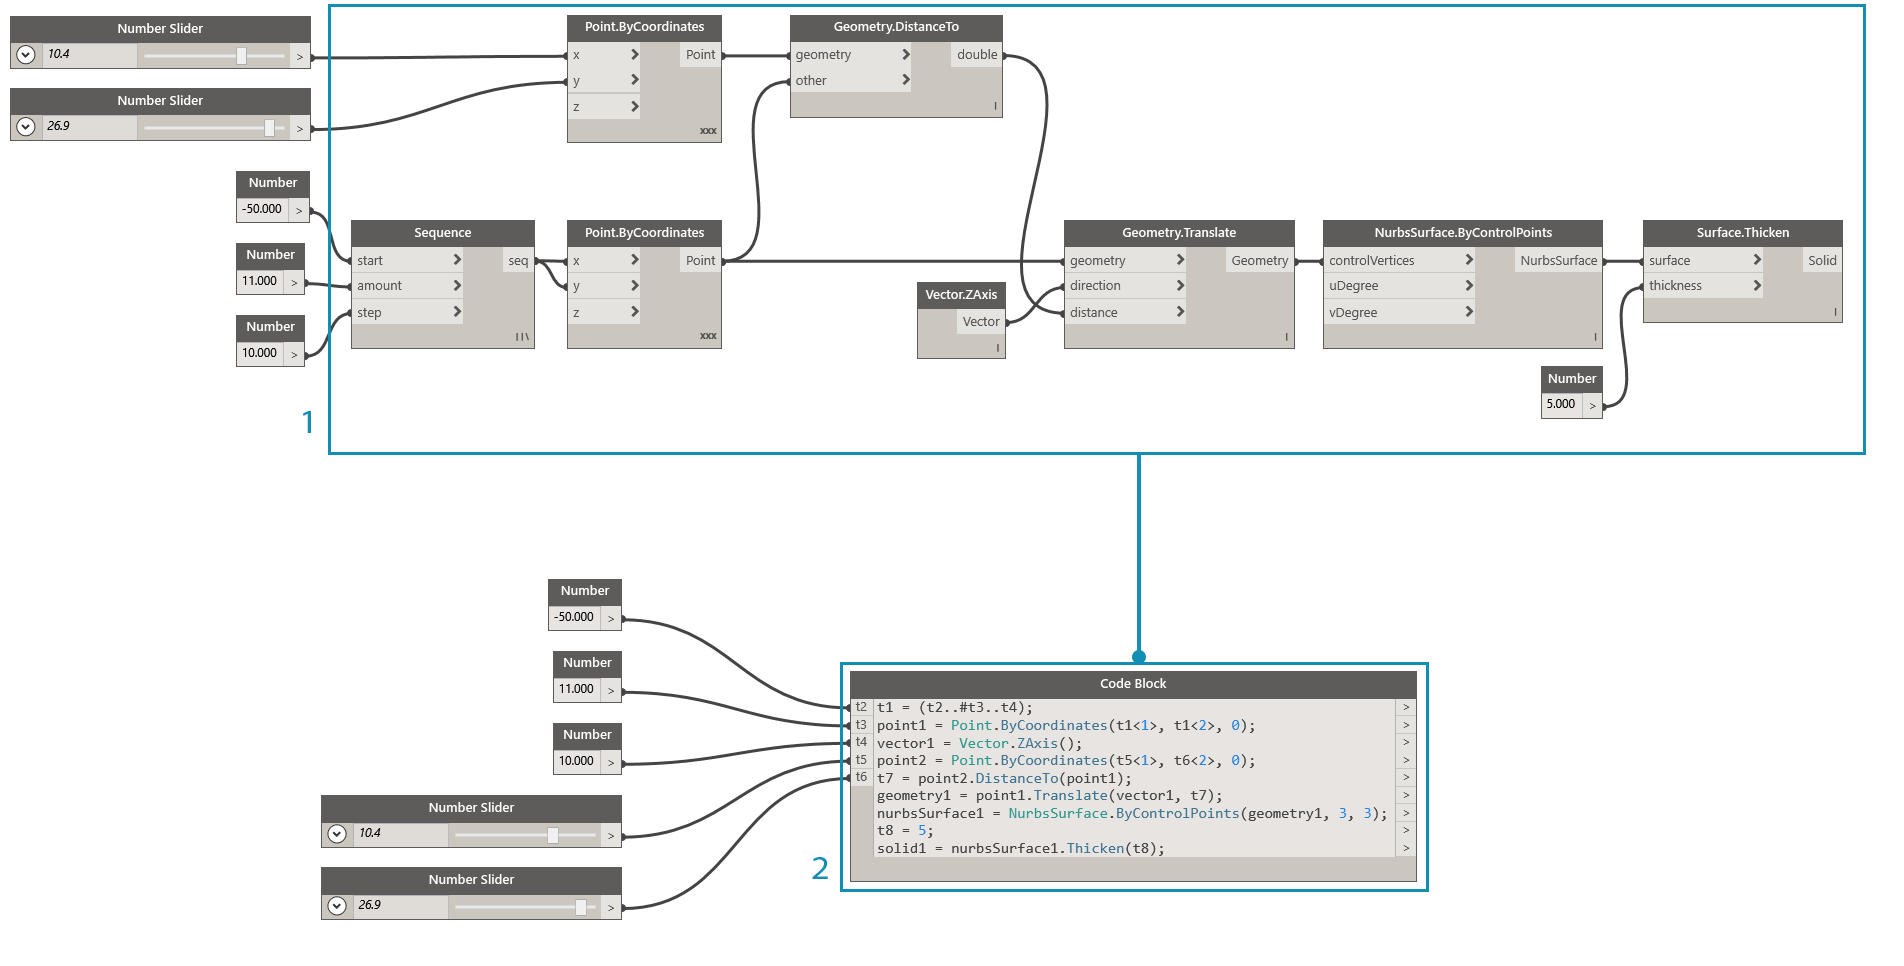 Number Slider
10.4 >
Number Slider
26.9 >
Number
-50.000 >
Number
11.000 >
Number
10.000 >
Point.ByCoordinates
x > Point
y >
z >
xxx
Geometry.DistanceTo
geometry > double
other >
|
Sequence
start > seq
amount >
step >
| | \
Point.ByCoordinates
x > Point
y >
z >
xxx
Vector.ZAxis
Vector
|
Geometry.Translate
geometry > Geometry
direction >
distance >
|
NurbsSurface.ByControlPoints
controlVertices > NurbsSurface
uDegree >
vDegree >
|
Surface.Thicken
surface > Solid
thickness >
|
Number
5.000 >
1
Number
-50.000 >
Number
11.000 >
Number
10.000 >
Number Slider
10.4 >
Number Slider
26.9 >
2
Code Block
t2 t1 = (t2..#t3..t4); >
t3 point1 = Point.ByCoordinates(t1<1>, t1<2>, 0); >
t4 vector1 = Vector.ZAxis(); >
t5 point2 = Point.ByCoordinates(t5<1>, t6<2>, 0); >
t6 t7 = point2.DistanceTo(point1); >
geometry1 = point1.Translate(vector1, t7); >
nurbsSurface1 = NurbsSurface.ByControlPoints(geometry1, 3, 3); >
t8 = 5; >
solid1 = nurbsSurface1.Thicken(t8); >